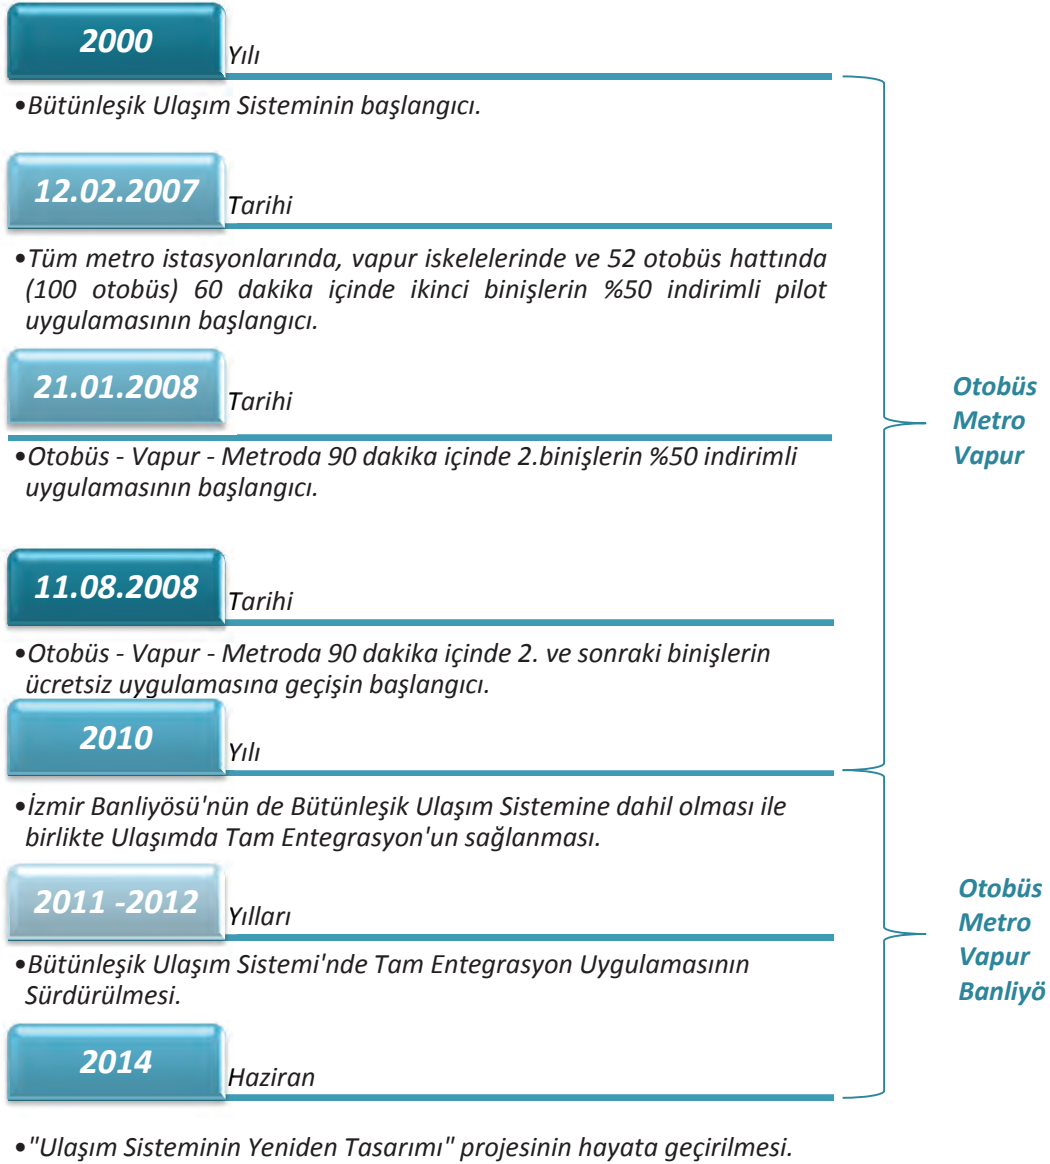 2000 Yılı
•Bütünleşik Ulaşım Sisteminin başlangıcı.
12.02.2007 Tarihi
•Tüm metro istasyonlarında, vapur iskelelerinde ve 52 otobüs hattında
(100 otobüs) 60 dakika içinde ikinci binişlerin %50 indirimli pilot
uygulamasının başlangıcı.
21.01.2008 Tarihi
•Otobüs - Vapur - Metroda 90 dakika içinde 2.binişlerin %50 indirimli
uygulamasının başlangıcı.
11.08.2008 Tarihi
•Otobüs - Vapur - Metroda 90 dakika içinde 2. ve sonraki binişlerin
ücretsiz uygulamasına geçişin başlangıcı.
Otobüs
Metro
Vapur
2010 Yılı
•İzmir Banliyösü'nün de Bütünleşik Ulaşım Sistemine dahil olması ile
birlikte Ulaşımda Tam Entegrasyon'un sağlanması.
2011 -2012 Yılları
•Bütünleşik Ulaşım Sistemi'nde Tam Entegrasyon Uygulamasının
Sürdürülmesi.
2014 Haziran
•"Ulaşım Sisteminin Yeniden Tasarımı" projesinin hayata geçirilmesi.
Otobüs
Metro
Vapur
Banliyö